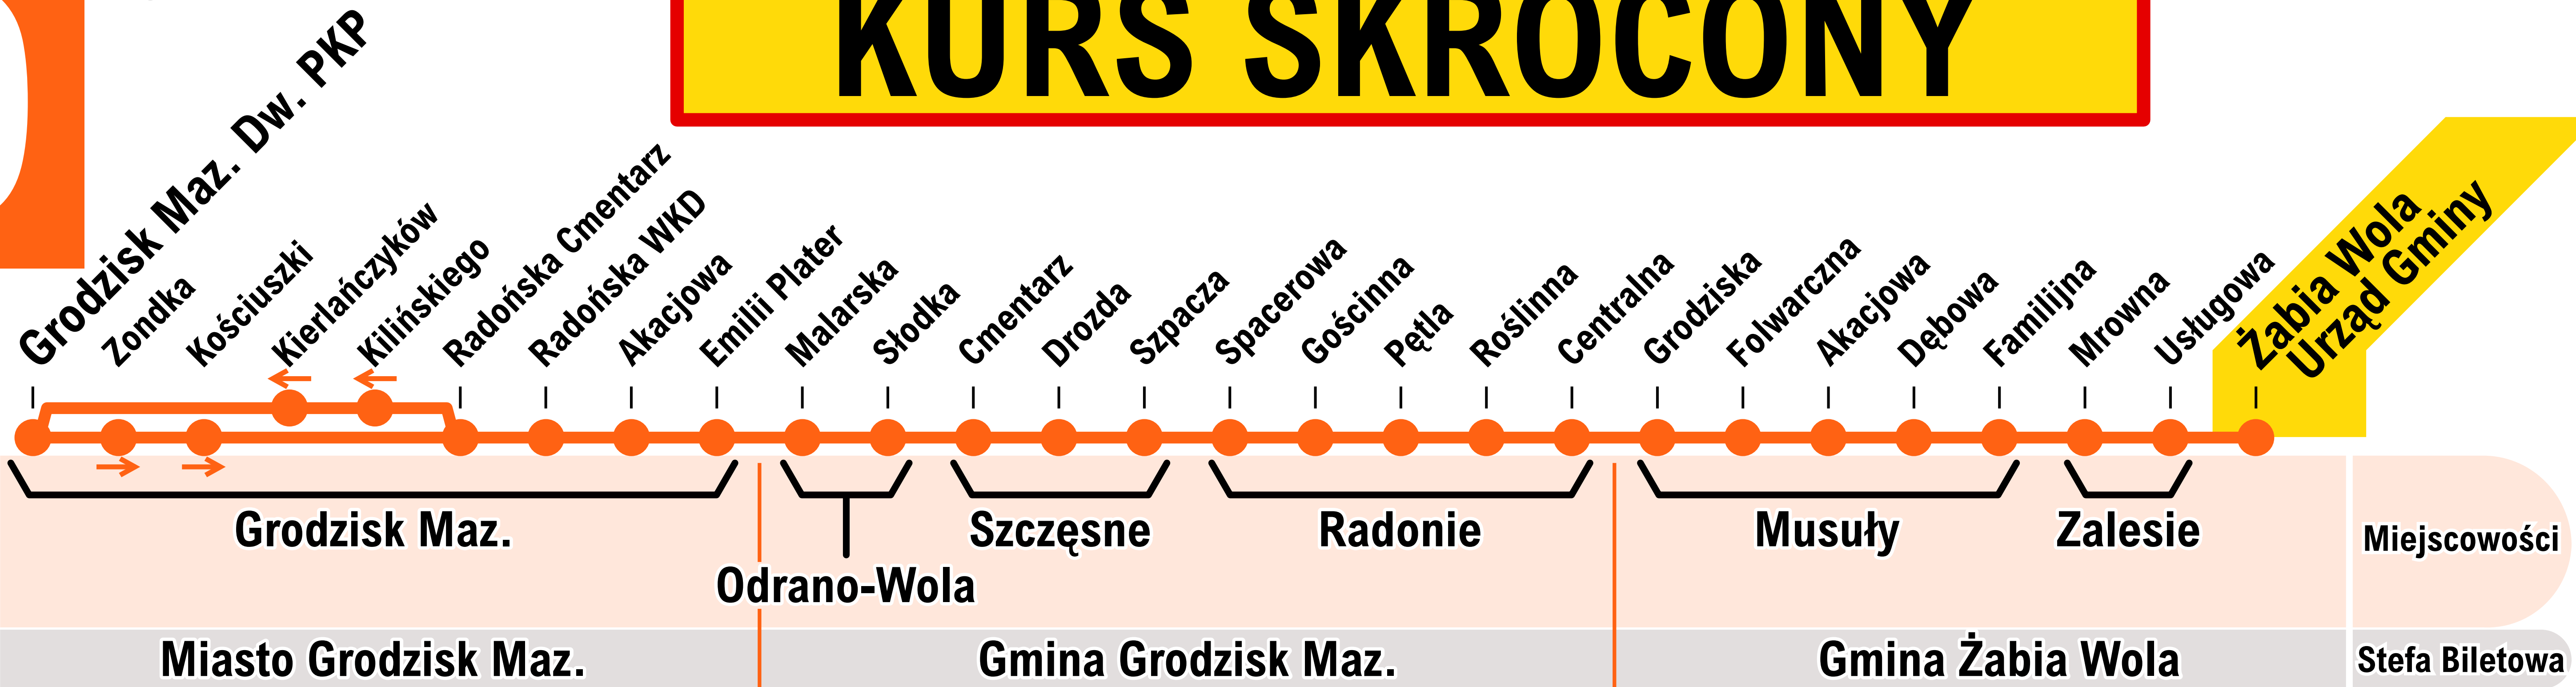 KURS SKRÓCONY
Grodzisk Maz. Dw. PKP
Zondka
Kościuszki
Kierlańczyków
Kilińskiego
Radońska Cmentarz
Radońska WKD
Akacjowa
Emilii Plater
Malarska
Słodka
Cmentarz
Drozda
Szpacza
Spacerowa
Gościnna
Pętla
Roślinna
Centralna
Grodziska
Folwarczna
Akacjowa
Dębowa
Familijna
Mrowna
Usługowa
Żabia Wola
Urząd Gminy
Grodzisk Maz.
Odrano-Wola
Szczęsne
Radonie
Musuły
Zalesie
Miejscowości
Miasto Grodzisk Maz.
Gmina Grodzisk Maz.
Gmina Żabia Wola
Stefa Biletowa